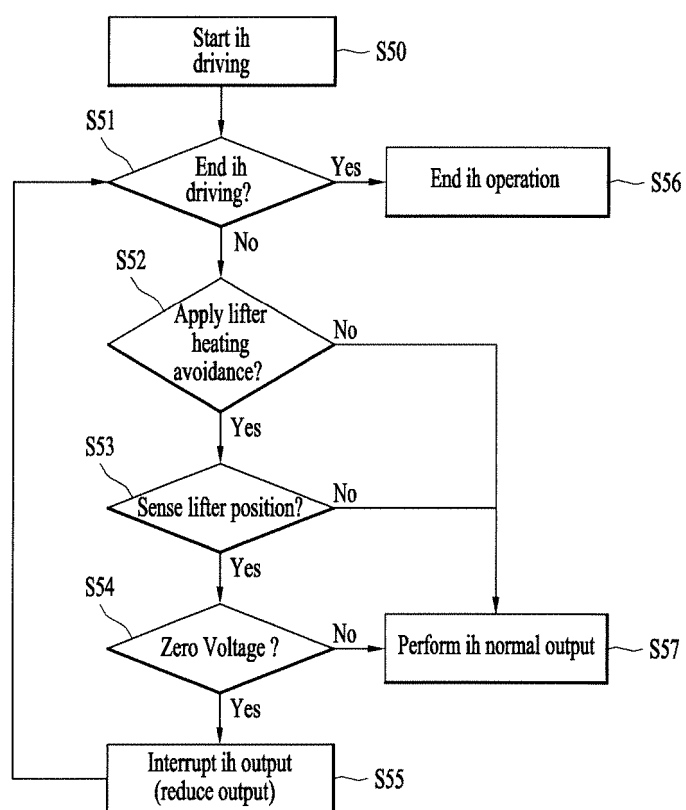 Start ih
driving
S50
S51
End ih
driving?
Yes
End ih operation
S56
No
S52
Apply lifter
heating
avoidance?
No
Yes
S53
Sense lifter position?
No
Yes
S54
Zero Voltage ?
No
Perform ih normal output
S57
Yes
Interrupt ih output
(reduce output)
S55